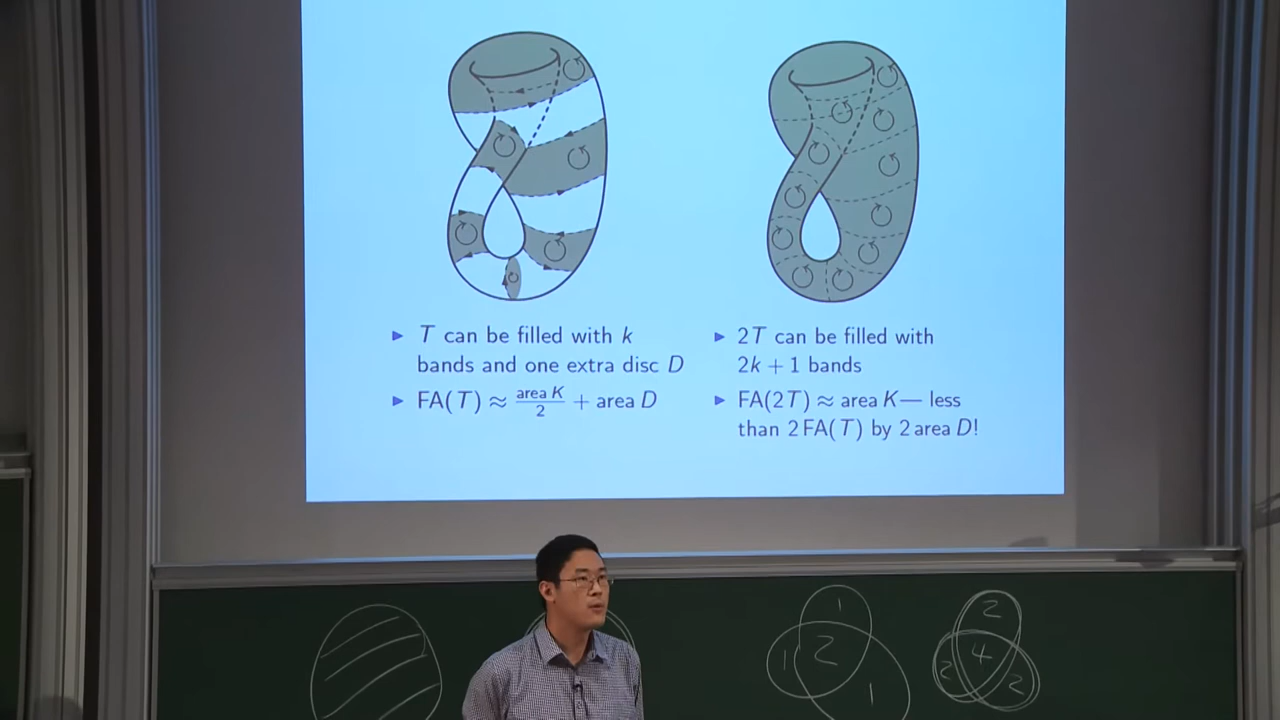 ▸ T can be filled with k
bands and one extra disc D
▸ FA(T) ≈ area K/2 + area D
▸ 2T can be filled with
2k + 1 bands
▸ FA(2T) ≈ area K— less
than 2 FA(T) by 2 area D!
1
1 2
1
2
2 4 2